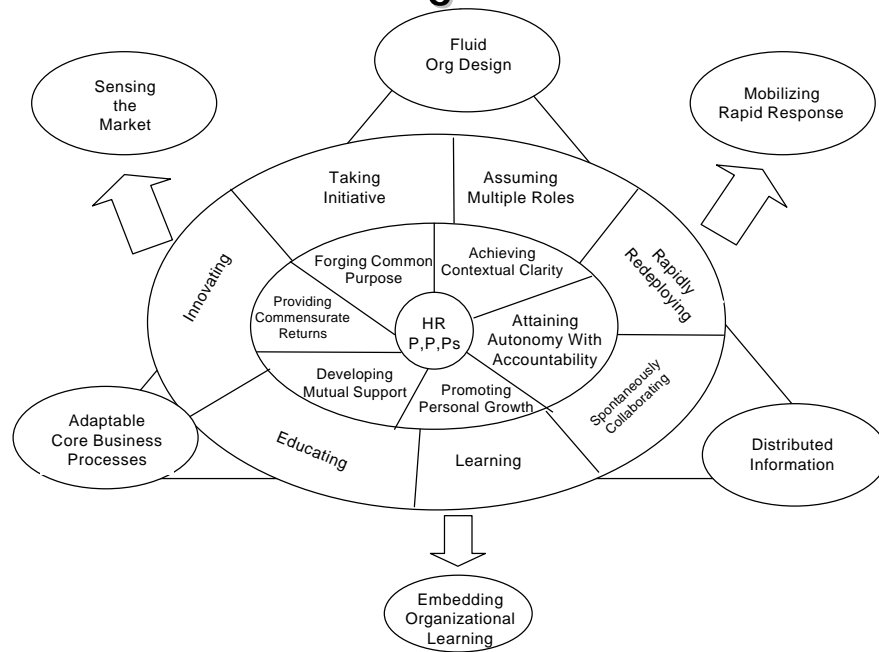 Fluid
Org Design
Sensing
the
Market
Mobilizing
Rapid Response
Taking
Initiative
Assuming
Multiple Roles
Innovating
Rapidly
Redeploying
Forging Common
Purpose
Achieving
Contextual Clarity
Providing
Commensurate
Returns
HR
P,P,Ps
Attaining
Autonomy With
Accountability
Developing
Mutual Support
Promoting
Personal Growth
Spontaneously
Collaborating
Educating
Learning
Adaptable
Core Business
Processes
Distributed
Information
Embedding
Organizational
Learning